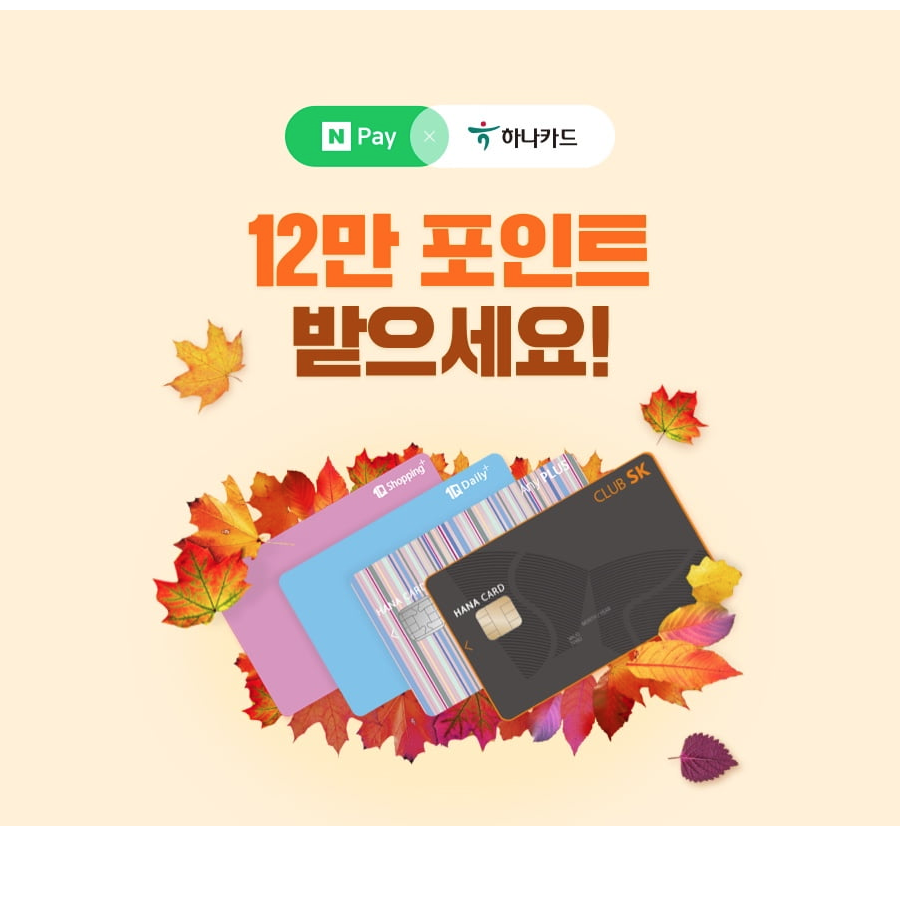 N Pay × 하나카드
12만 포인트
받으세요!
1Q Shopping+
1Q Daily+
Any PLUS
CLUB SK
HANA CARD
HANA CARD